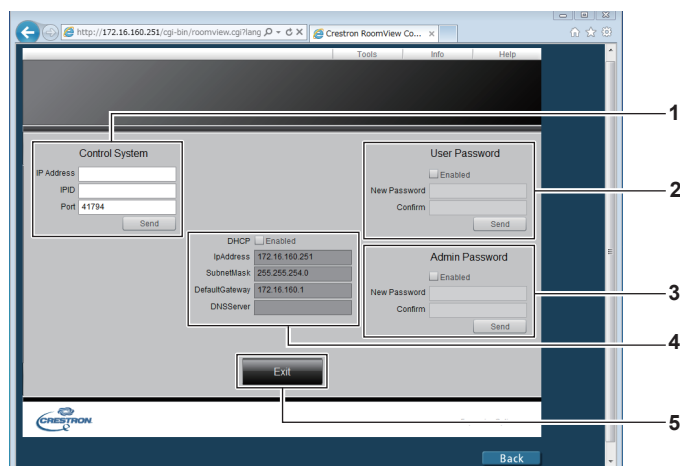 http://172.16.160.251/cgi-bin/roomview.cgi?lang
Crestron RoomView Co...
Tools Info Help
1
Control System
IP Address
IPID
Port 41794
Send
User Password
Enabled
New Password
Confirm
Send
2
DHCP Enabled
IpAddress 172.16.160.251
SubnetMask 255.255.254.0
DefaultGateway 172.16.160.1
DNSServer
Admin Password
Enabled
New Password
Confirm
Send
3
4
Exit
5
CRESTRON
Back